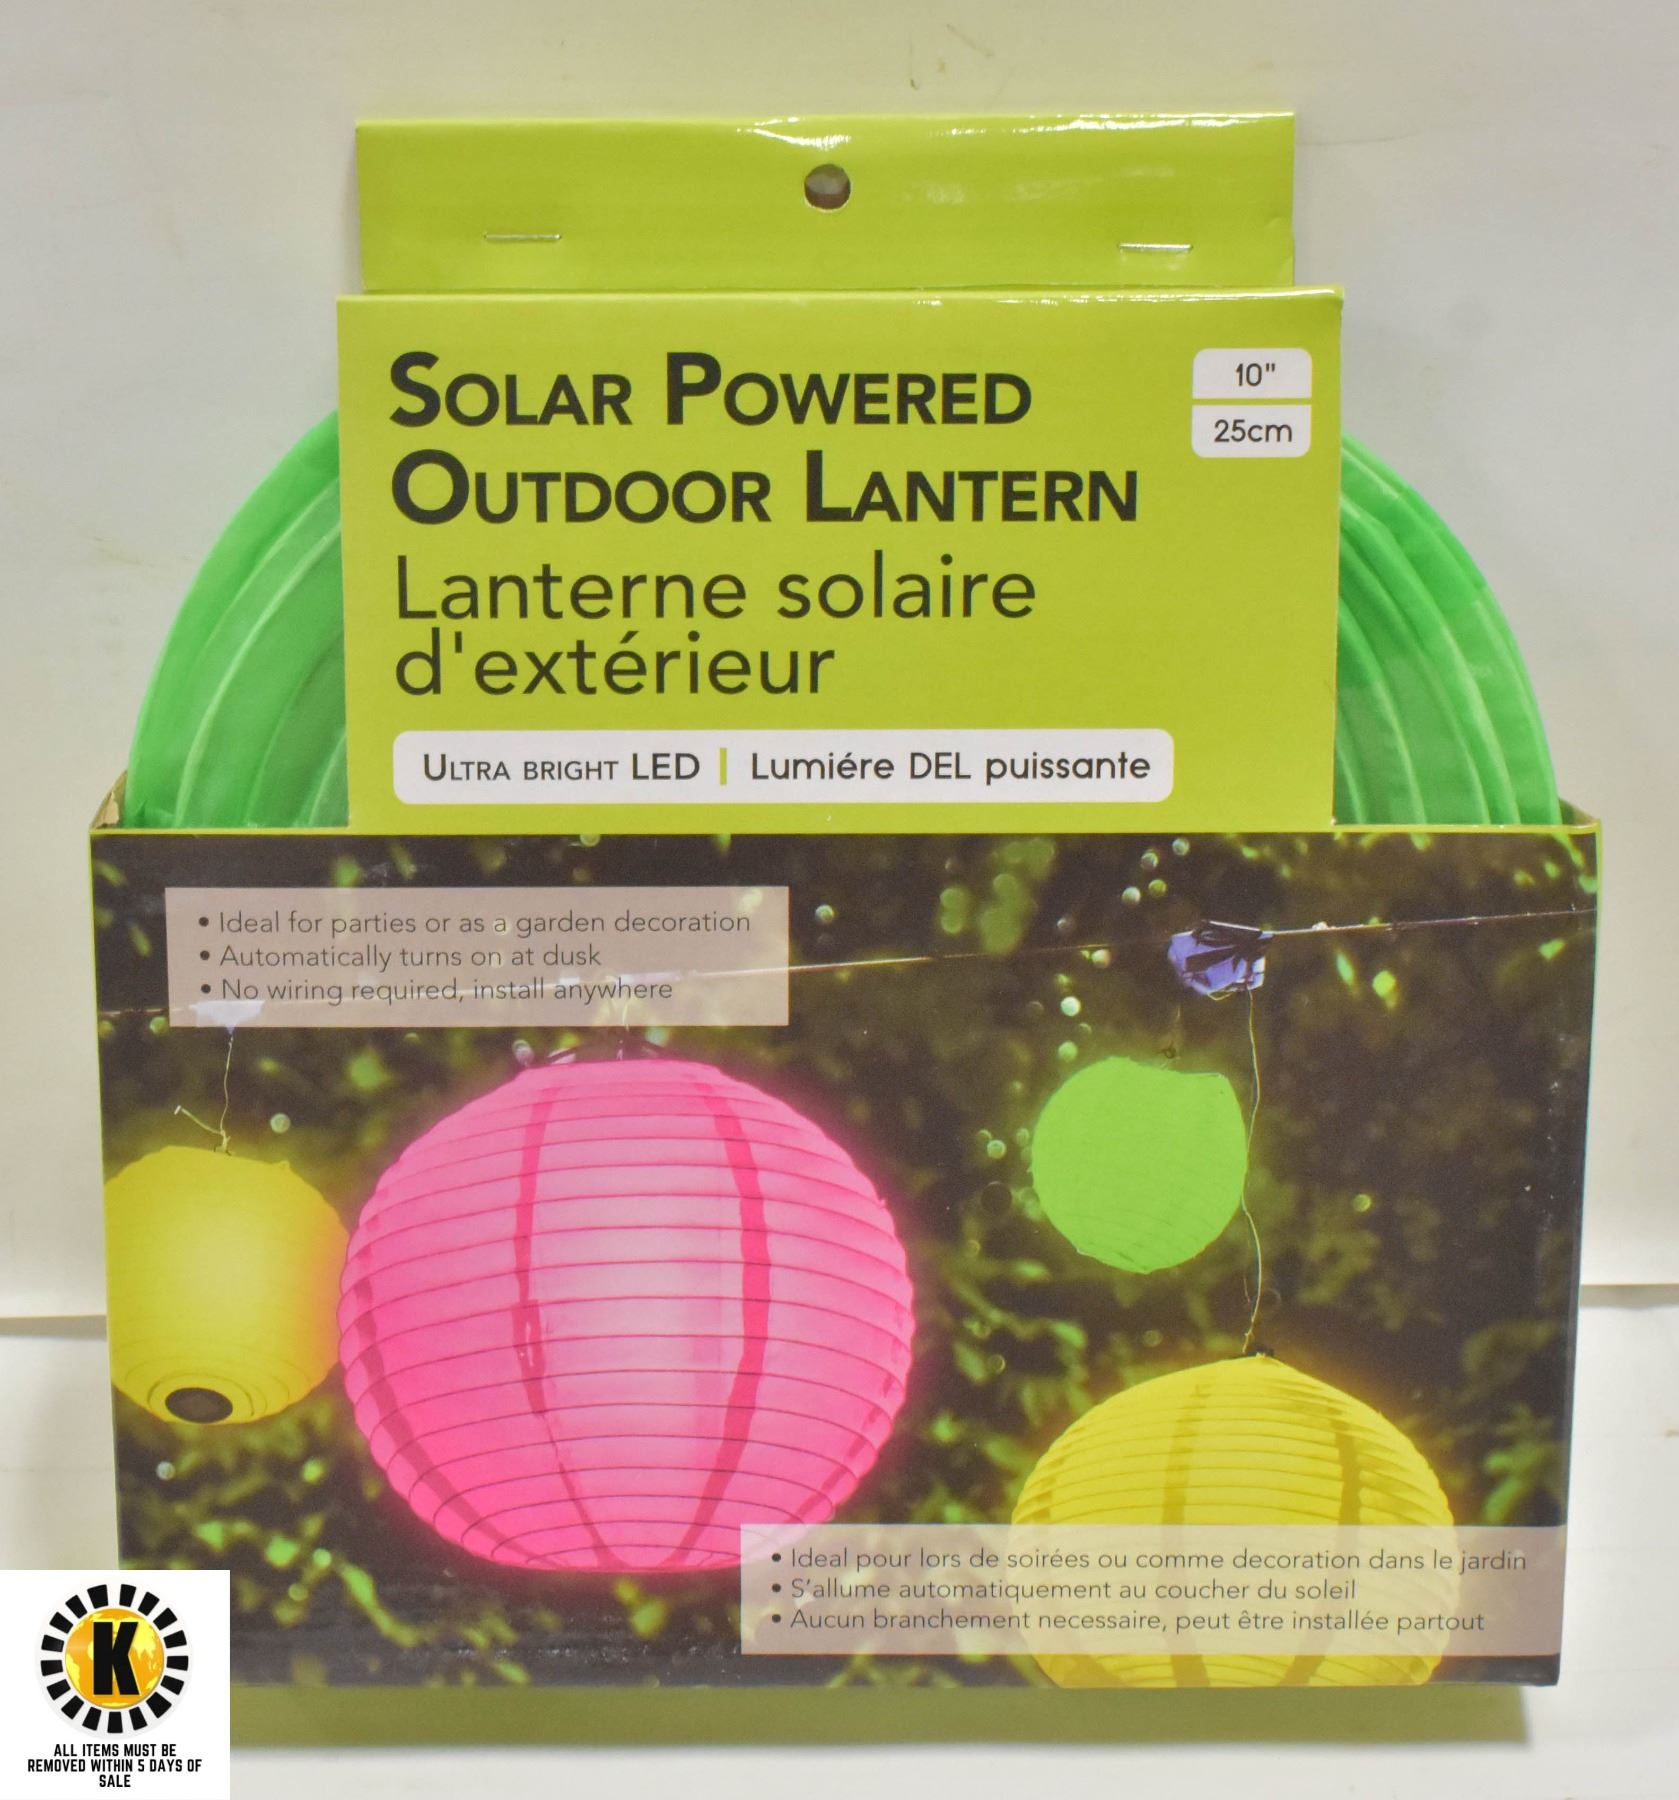 SOLAR POWERED
OUTDOOR LANTERN
Lanterne solaire
d'extérieur
10"
25cm
ULTRA BRIGHT LED | Lumiére DEL puissante
• Ideal for parties or as a garden decoration
• Automatically turns on at dusk
• No wiring required, install anywhere
• Ideal pour lors de soirées ou comme decoration dans le jardin
• S'allume automatiquement au coucher du soleil
• Aucun branchement necessaire, peut être installée partout
K
ALL ITEMS MUST BE
REMOVED WITHIN 5 DAYS OF
SALE